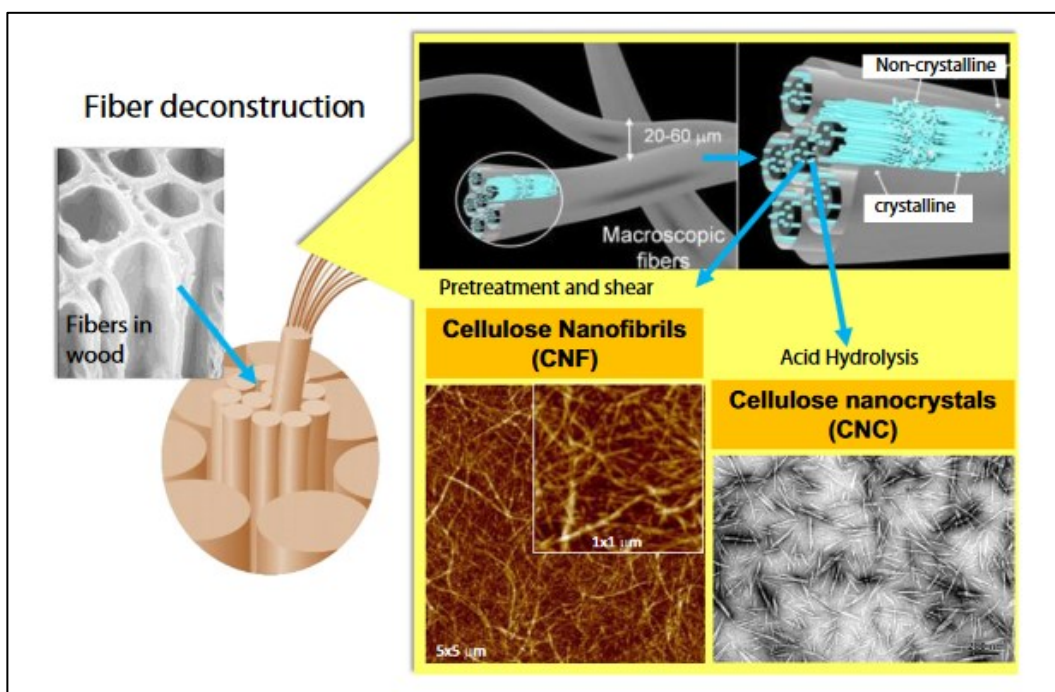 Fiber deconstruction
Fibers in
wood
20-60 μm
Macroscopic
fibers
Non-crystalline
crystalline
Pretreatment and shear
Cellulose Nanofibrils
(CNF)
1x1 μm
5x5 μm
Acid Hydrolysis
Cellulose nanocrystals
(CNC)